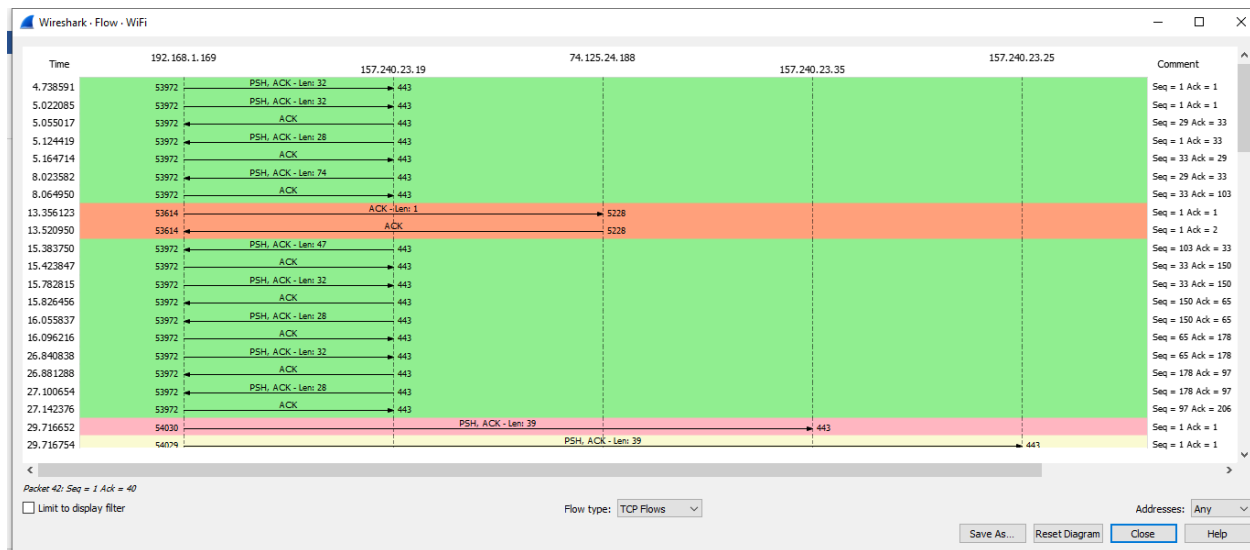 Wireshark · Flow · WiFi
Time 192.168.1.169 157.240.23.19 74.125.24.188 157.240.23.35 157.240.23.25 Comment
4.738591 53972 PSH, ACK - Len: 32 443 Seq = 1 Ack = 1
5.022085 53972 PSH, ACK - Len: 32 443 Seq = 1 Ack = 1
5.055017 53972 ACK 443 Seq = 29 Ack = 33
5.124419 53972 PSH, ACK - Len: 28 443 Seq = 1 Ack = 33
5.164714 53972 ACK 443 Seq = 33 Ack = 29
8.023582 53972 PSH, ACK - Len: 74 443 Seq = 29 Ack = 33
8.064950 53972 ACK 443 Seq = 33 Ack = 103
13.356123 53614 ACK - Len: 1 5228 Seq = 1 Ack = 1
13.520950 53614 ACK 5228 Seq = 1 Ack = 2
15.383750 53972 PSH, ACK - Len: 47 443 Seq = 103 Ack = 33
15.423847 53972 ACK 443 Seq = 33 Ack = 150
15.782815 53972 PSH, ACK - Len: 32 443 Seq = 33 Ack = 150
15.826456 53972 ACK 443 Seq = 150 Ack = 65
16.055837 53972 PSH, ACK - Len: 28 443 Seq = 150 Ack = 65
16.096216 53972 ACK 443 Seq = 65 Ack = 178
26.840838 53972 PSH, ACK - Len: 32 443 Seq = 65 Ack = 178
26.881288 53972 ACK 443 Seq = 178 Ack = 97
27.100654 53972 PSH, ACK - Len: 28 443 Seq = 178 Ack = 97
27.142376 53972 ACK 443 Seq = 97 Ack = 206
29.716652 54030 PSH, ACK - Len: 39 443 Seq = 1 Ack = 1
29.716754 54029 PSH, ACK - Len: 39 443 Seq = 1 Ack = 1
Packet 42: Seq = 1 Ack = 40
Limit to display filter Flow type: TCP Flows Addresses: Any
Save As... Reset Diagram Close Help